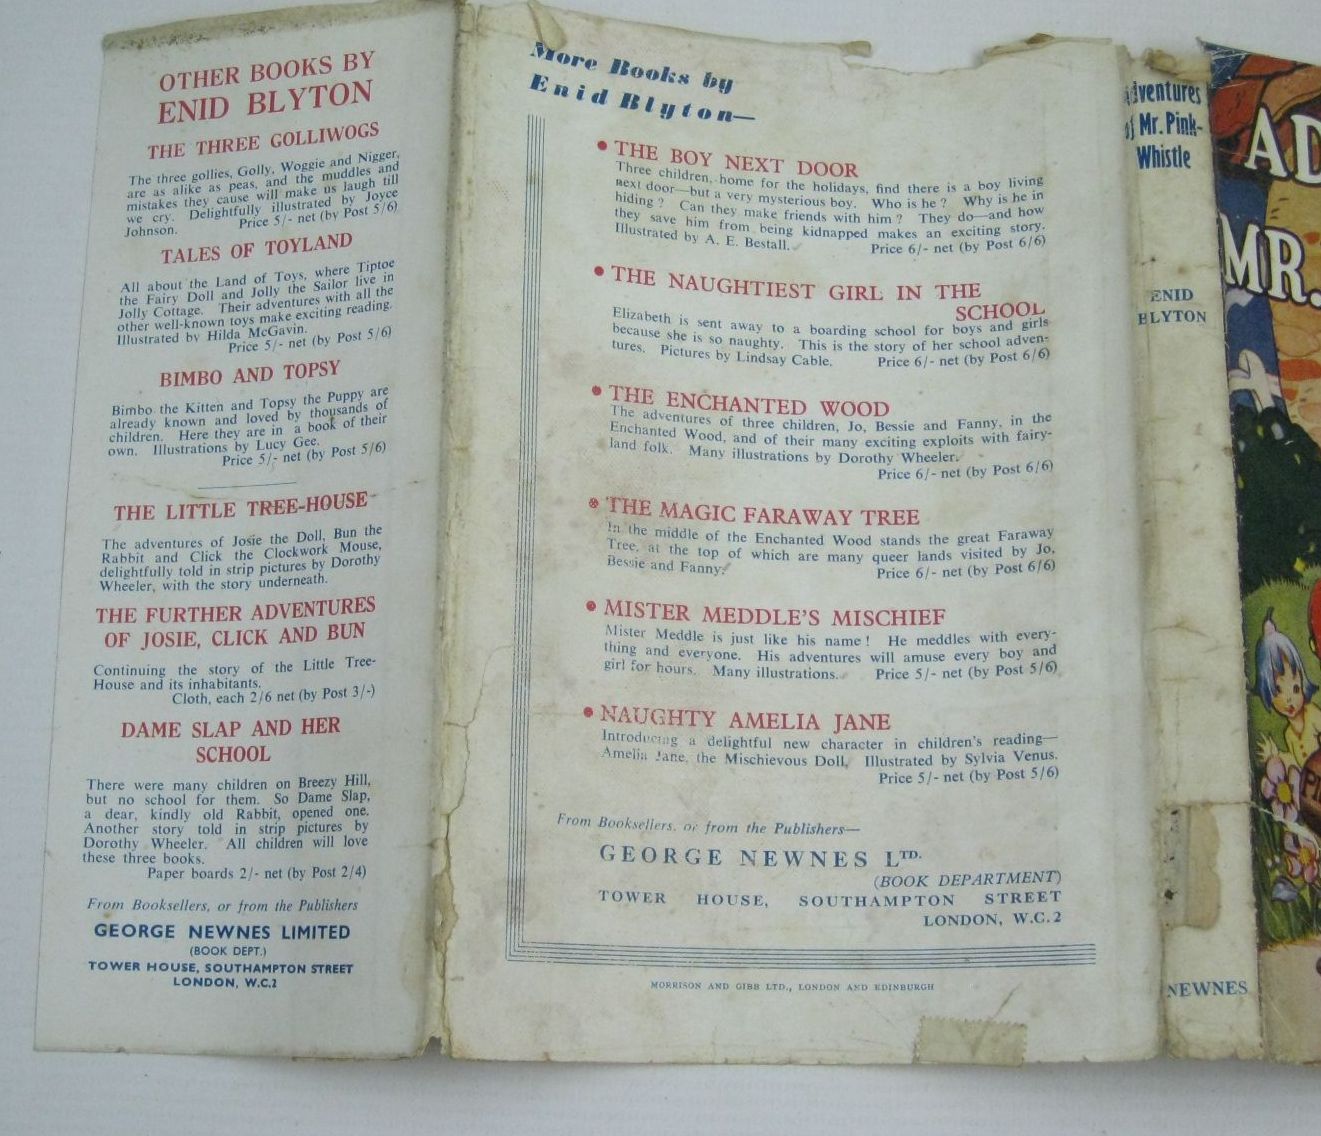 OTHER BOOKS BY
ENID BLYTON
THE THREE GOLLIWOGS
The three gollies, Golly, Woggie and Nigger,
are as alike as peas, and the muddles and
mistakes they cause will make us laugh till
we cry. Delightfully illustrated by Joyce
Johnson. Price 5/- net (by Post 5/6)
TALES OF TOYLAND
All about the Land of Toys, where Tiptoe
the Fairy Doll and Jolly the Sailor live in
Jolly Cottage. Their adventures with all the
other well-known toys make exciting reading.
Illustrated by Hilda McGavin.
Price 5/- net (by Post 5/6)
BIMBO AND TOPSY
Bimbo the Kitten and Topsy the Puppy are
already known and loved by thousands of
children. Here they are in a book of their
own. Illustrations by Lucy Gee.
Price 5/- net (by Post 5/6)
THE LITTLE TREE-HOUSE
The adventures of Josie the Doll, Bun the
Rabbit and Click the Clockwork Mouse,
delightfully told in strip pictures by Dorothy
Wheeler, with the story underneath.
THE FURTHER ADVENTURES
OF JOSIE, CLICK AND BUN
Continuing the story of the Little Tree-
House and its inhabitants.
Cloth, each 2/6 net (by Post 3/-)
DAME SLAP AND HER
SCHOOL
There were many children on Breezy Hill,
but no school for them. So Dame Slap,
a dear, kindly old Rabbit, opened one.
Another story told in strip pictures by
Dorothy Wheeler. All children will love
these three books.
Paper boards 2/- net (by Post 2/4)
From Booksellers, or from the Publishers
GEORGE NEWNES LIMITED
(BOOK DEPT.)
TOWER HOUSE, SOUTHAMPTON STREET
LONDON, W.C.2
More Books by
Enid Blyton—
• THE BOY NEXT DOOR
Three children, home for the holidays, find there is a boy living
next door—but a very mysterious boy. Who is he? Why is he in
hiding? Can they make friends with him? They do—and how
they save him from being kidnapped makes an exciting story.
Illustrated by A. E. Bestall. Price 6/- net (by Post 6/6)
• THE NAUGHTIEST GIRL IN THE
SCHOOL
Elizabeth is sent away to a boarding school for boys and girls
because she is so naughty. This is the story of her school adven-
tures. Pictures by Lindsay Cable. Price 6/- net (by Post 6/6)
• THE ENCHANTED WOOD
The adventures of three children, Jo, Bessie and Fanny, in the
Enchanted Wood, and of their many exciting exploits with fairy-
land folk. Many illustrations by Dorothy Wheeler.
Price 6/- net (by Post 6/6)
• THE MAGIC FARAWAY TREE
In the middle of the Enchanted Wood stands the great Faraway
Tree, at the top of which are many queer lands visited by Jo,
Bessie and Fanny. Price 6/- net (by Post 6/6)
• MISTER MEDDLE'S MISCHIEF
Mister Meddle is just like his name! He meddles with every-
thing and everyone. His adventures will amuse every boy and
girl for hours. Many illustrations. Price 5/- net (by Post 5/6)
• NAUGHTY AMELIA JANE
Introducing a delightful new character in children's reading—
Amelia Jane, the Mischievous Doll. Illustrated by Sylvia Venus.
Price 5/- net (by Post 5/6)
From Booksellers, or from the Publishers—
GEORGE NEWNES LTD.
(BOOK DEPARTMENT)
TOWER HOUSE, SOUTHAMPTON STREET
LONDON, W.C.2
MORRISON AND GIBB LTD., LONDON AND EDINBURGH
Adventures
of Mr. Pink-
Whistle
ENID
BLYTON
NEWNES
AD
MR.